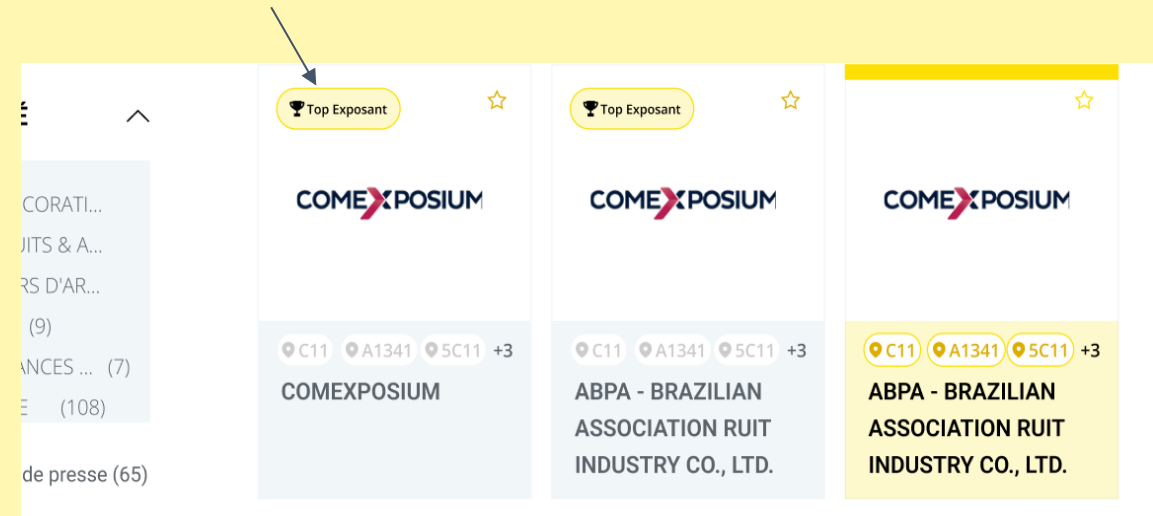 É
CORATI...
UITS & A...
RS D'AR...
(9)
ANCES ... (7)
E (108)
de presse (65)
Top Exposant
COMEXPOSIUM
C11 A1341 5C11 +3
COMEXPOSIUM
Top Exposant
COMEXPOSIUM
C11 A1341 5C11 +3
ABPA - BRAZILIAN
ASSOCIATION RUIT
INDUSTRY CO., LTD.
COMEXPOSIUM
C11 A1341 5C11 +3
ABPA - BRAZILIAN
ASSOCIATION RUIT
INDUSTRY CO., LTD.